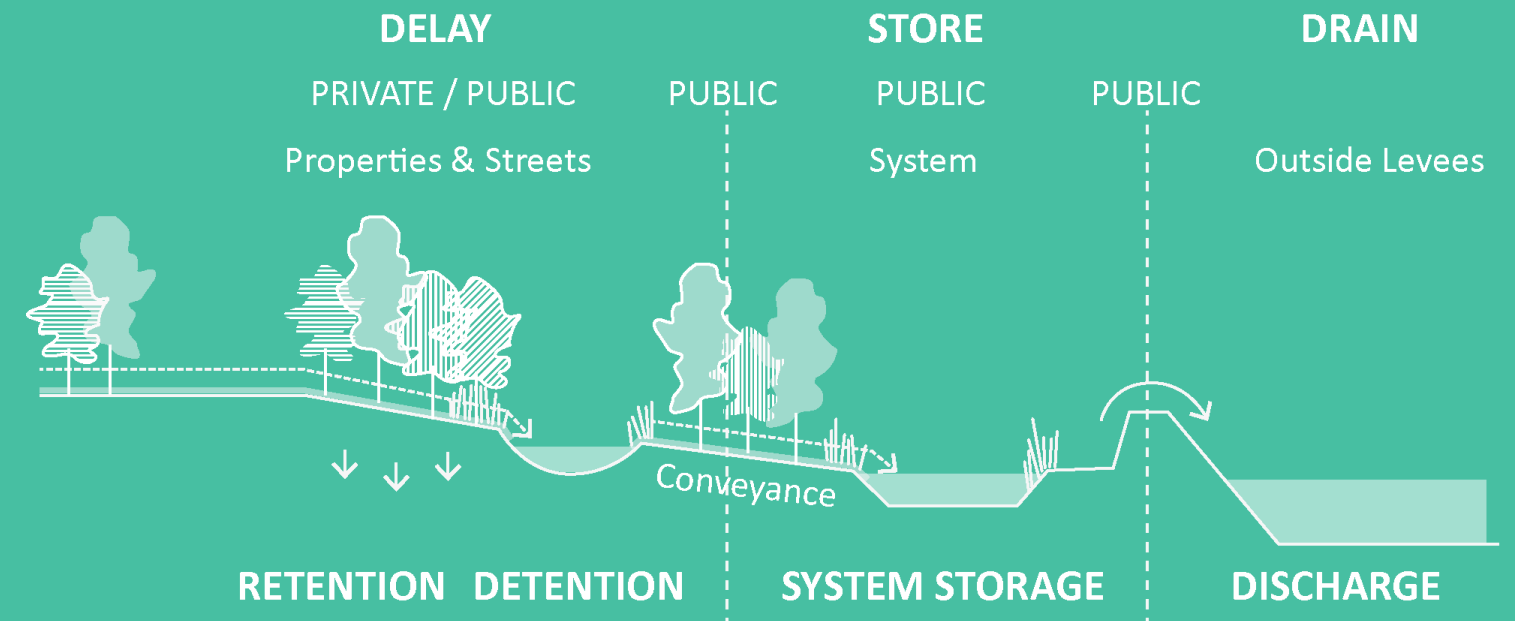 DELAY STORE DRAIN
PRIVATE / PUBLIC PUBLIC PUBLIC PUBLIC
Properties & Streets System Outside Levees
Conveyance
RETENTION DETENTION SYSTEM STORAGE DISCHARGE